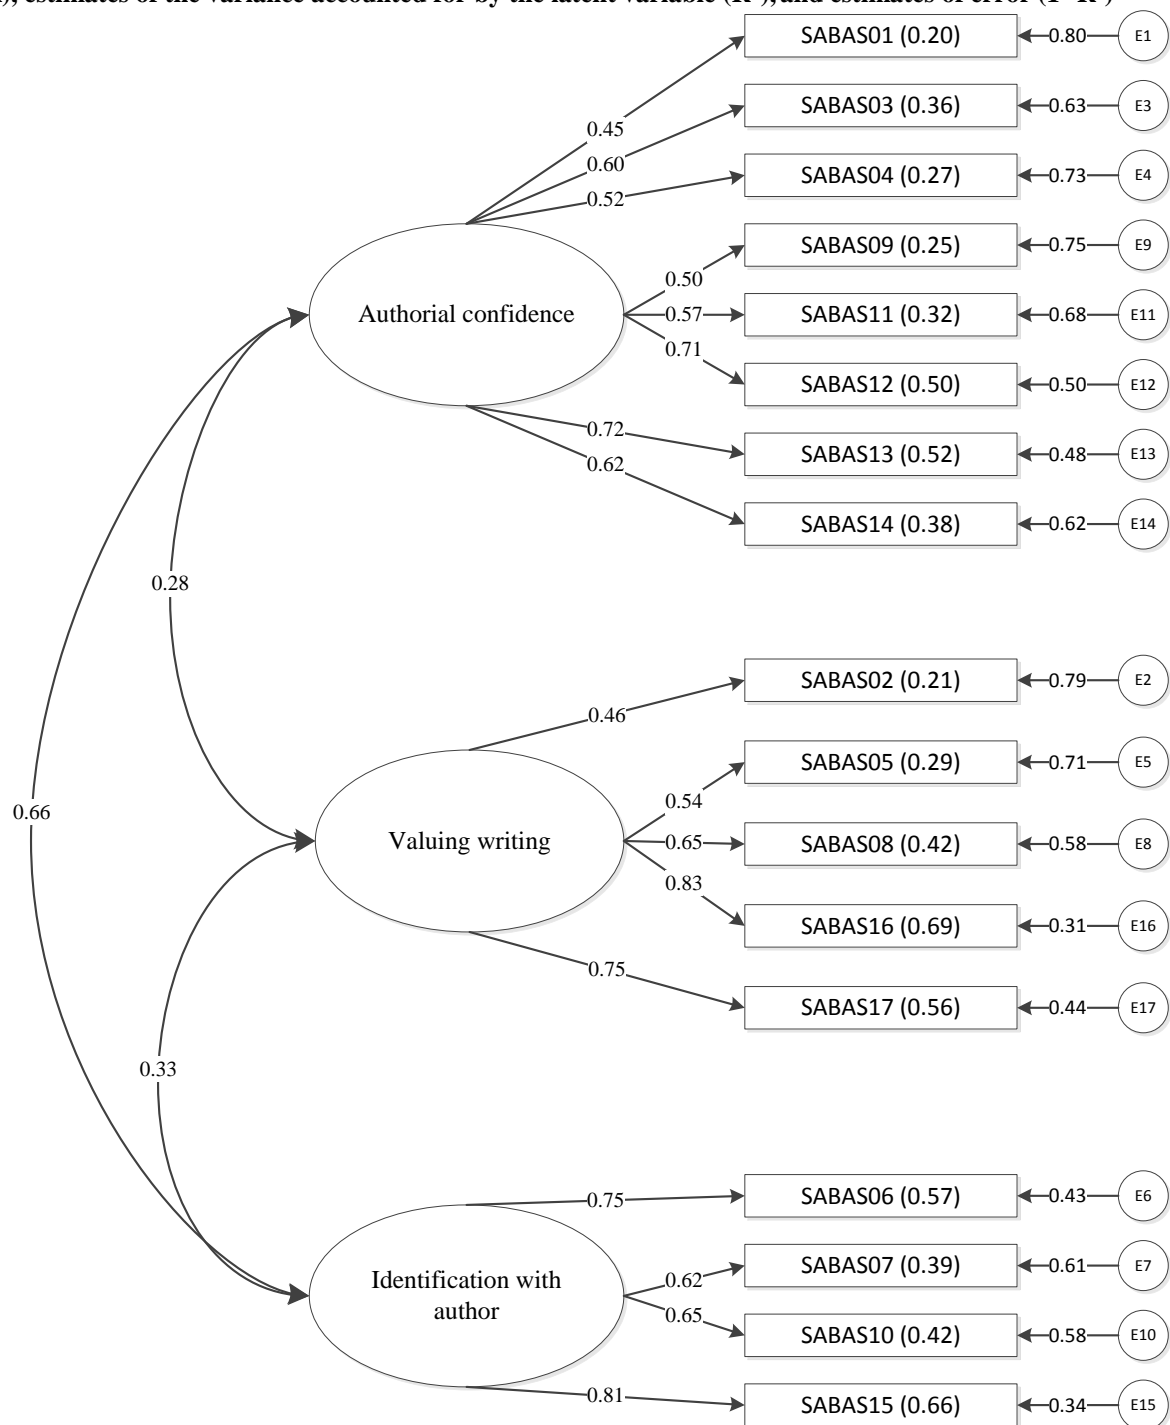 estimates of the variance accounted for by the latent variable (R²), and estimates of error (1- R²)
0.45
SABAS01 (0.20)
0.80
E1
0.60
SABAS03 (0.36)
0.63
E3
0.52
SABAS04 (0.27)
0.73
E4
Authorial confidence
0.50
SABAS09 (0.25)
0.75
E9
0.57
SABAS11 (0.32)
0.68
E11
0.71
SABAS12 (0.50)
0.50
E12
0.72
SABAS13 (0.52)
0.48
E13
0.62
SABAS14 (0.38)
0.62
E14
0.28
0.66
0.33
Valuing writing
0.46
SABAS02 (0.21)
0.79
E2
0.54
SABAS05 (0.29)
0.71
E5
0.65
SABAS08 (0.42)
0.58
E8
0.83
SABAS16 (0.69)
0.31
E16
0.75
SABAS17 (0.56)
0.44
E17
Identification with
author
0.75
SABAS06 (0.57)
0.43
E6
0.62
SABAS07 (0.39)
0.61
E7
0.65
SABAS10 (0.42)
0.58
E10
0.81
SABAS15 (0.66)
0.34
E15